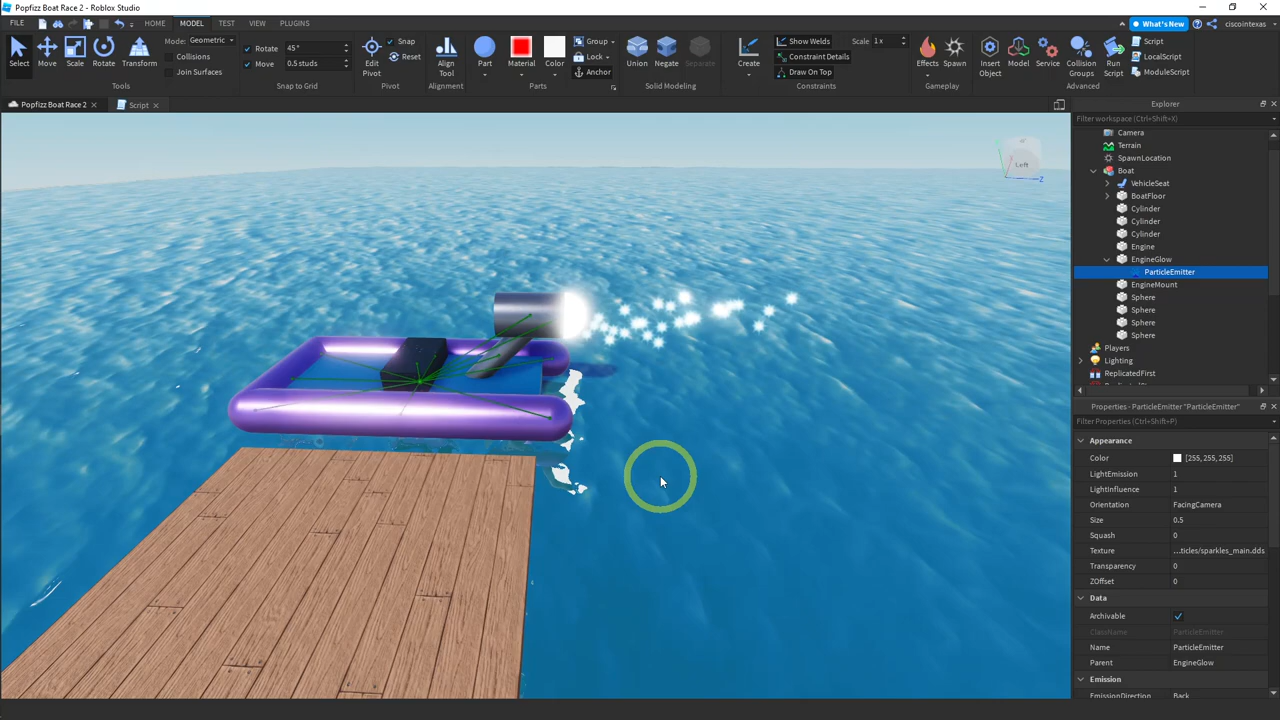 Popfizz Boat Race 2 - Roblox Studio
FILE
HOME
MODEL
TEST
VIEW
PLUGINS
What's New
ciscointexas
Select
Move
Scale
Rotate
Transform
Mode: Geometric
Collisions
Join Surfaces
Tools
Rotate 45°
Move 0.5 studs
Snap to Grid
Edit Pivot
Snap
Reset
Pivot
Align Tool
Alignment
Part
Material
Color
Group
Lock
Anchor
Parts
Union
Negate
Separate
Solid Modeling
Create
Show Welds
Constraint Details
Draw On Top
Scale 1 x
Constraints
Effects
Spawn
Gameplay
Insert Object
Model
Service
Collision Groups
Run Script
Script
LocalScript
ModuleScript
Advanced
Popfizz Boat Race 2
Script
Left
Z
Explorer
Filter workspace (Ctrl+Shift+X)
Camera
Terrain
SpawnLocation
Boat
VehicleSeat
BoatFloor
Cylinder
Cylinder
Cylinder
Engine
EngineGlow
ParticleEmitter
EngineMount
Sphere
Sphere
Sphere
Sphere
Players
Lighting
ReplicatedFirst
Properties - ParticleEmitter "ParticleEmitter"
Filter Properties (Ctrl+Shift+P)
Appearance
Color [255, 255, 255]
LightEmission 1
LightInfluence 1
Orientation FacingCamera
Size 0.5
Squash 0
Texture ...ticles/sparkles_main.dds
Transparency 0
ZOffset 0
Data
Archivable
ClassName ParticleEmitter
Name ParticleEmitter
Parent EngineGlow
Emission
EmissionDirection Back